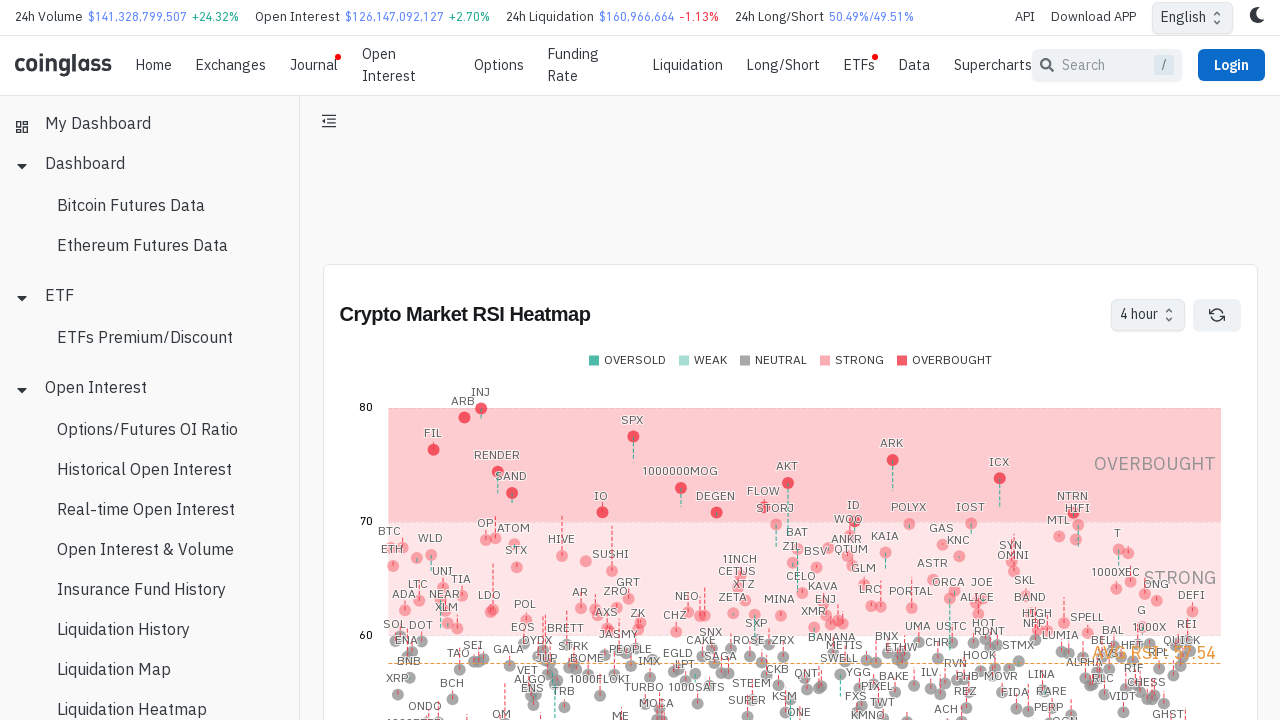 24h Volume $141,328,799,507 +24.32% Open Interest $126,147,092,127 +2.70% 24h Liquidation $160,966,664 -1.13% 24h Long/Short 50.49%/49.51% API Download APP English
coinglass Home Exchanges Journal Open Interest Options Funding Rate Liquidation Long/Short ETFs Data Supercharts Search / Login
My Dashboard
Dashboard
Bitcoin Futures Data
Ethereum Futures Data
ETF
ETFs Premium/Discount
Open Interest
Options/Futures OI Ratio
Historical Open Interest
Real-time Open Interest
Open Interest & Volume
Insurance Fund History
Liquidation History
Liquidation Map
Liquidation Heatmap
Crypto Market RSI Heatmap 4 hour
OVERSOLD WEAK NEUTRAL STRONG OVERBOUGHT
INJ
80 ARB
SPX
FIL
ARK
RENDER OVERBOUGHT
AKT ICX
SAND 1000000MOG
IO DEGEN FLOW NTRN
STORJ ID POLYX IOST HIFI
70 WOO MTL
BTC OP ATOM GAS
WLD HIVE BAT ANKR KAIA KNC T
ETH STX SUSHI ZIL BSV QTUM SYN
1INCH OMNI
UNI CETUS GLM ASTR 1000XEC
TIA CELO STRONG
LTC GRT XTZ KAVA LRC ORCA JOE SKL UNG
ADA NEAR LDO AR ZRO NEO ZETA MINA ENJ PORTAL ALICE BAND DEFI
XLM POL AXS ZK XMR HIGH G
SOL DOT EOS BRETT SXP UMA USTC HOT NFP SPELL 1000X REI
80 JASMY SNX BANANA BNX RDNT LUMIA BAL
ENA DYDX CAKE ROSE ZRX METIS ETHW CHR STMX BEL HFT QUICK
TAO SEI GALA STRK PEOPLE EGLD SAGA HOOK
BNB JUP BOME IMX LPT SWELL RVN ALPHA RIF
XRP VET 1000FLOKI CKB QNT YGG BAKE ILV PHB MOVR LINA RLC CHESS
BCH ALGO ENS TRB TURBO 1000SATS STEEM PIXEL REZ FIDA RARE VIDT
ONDO OM MOCA SUPER KSM FXS TWT ACH PERP GHST
ME ONE KMNO